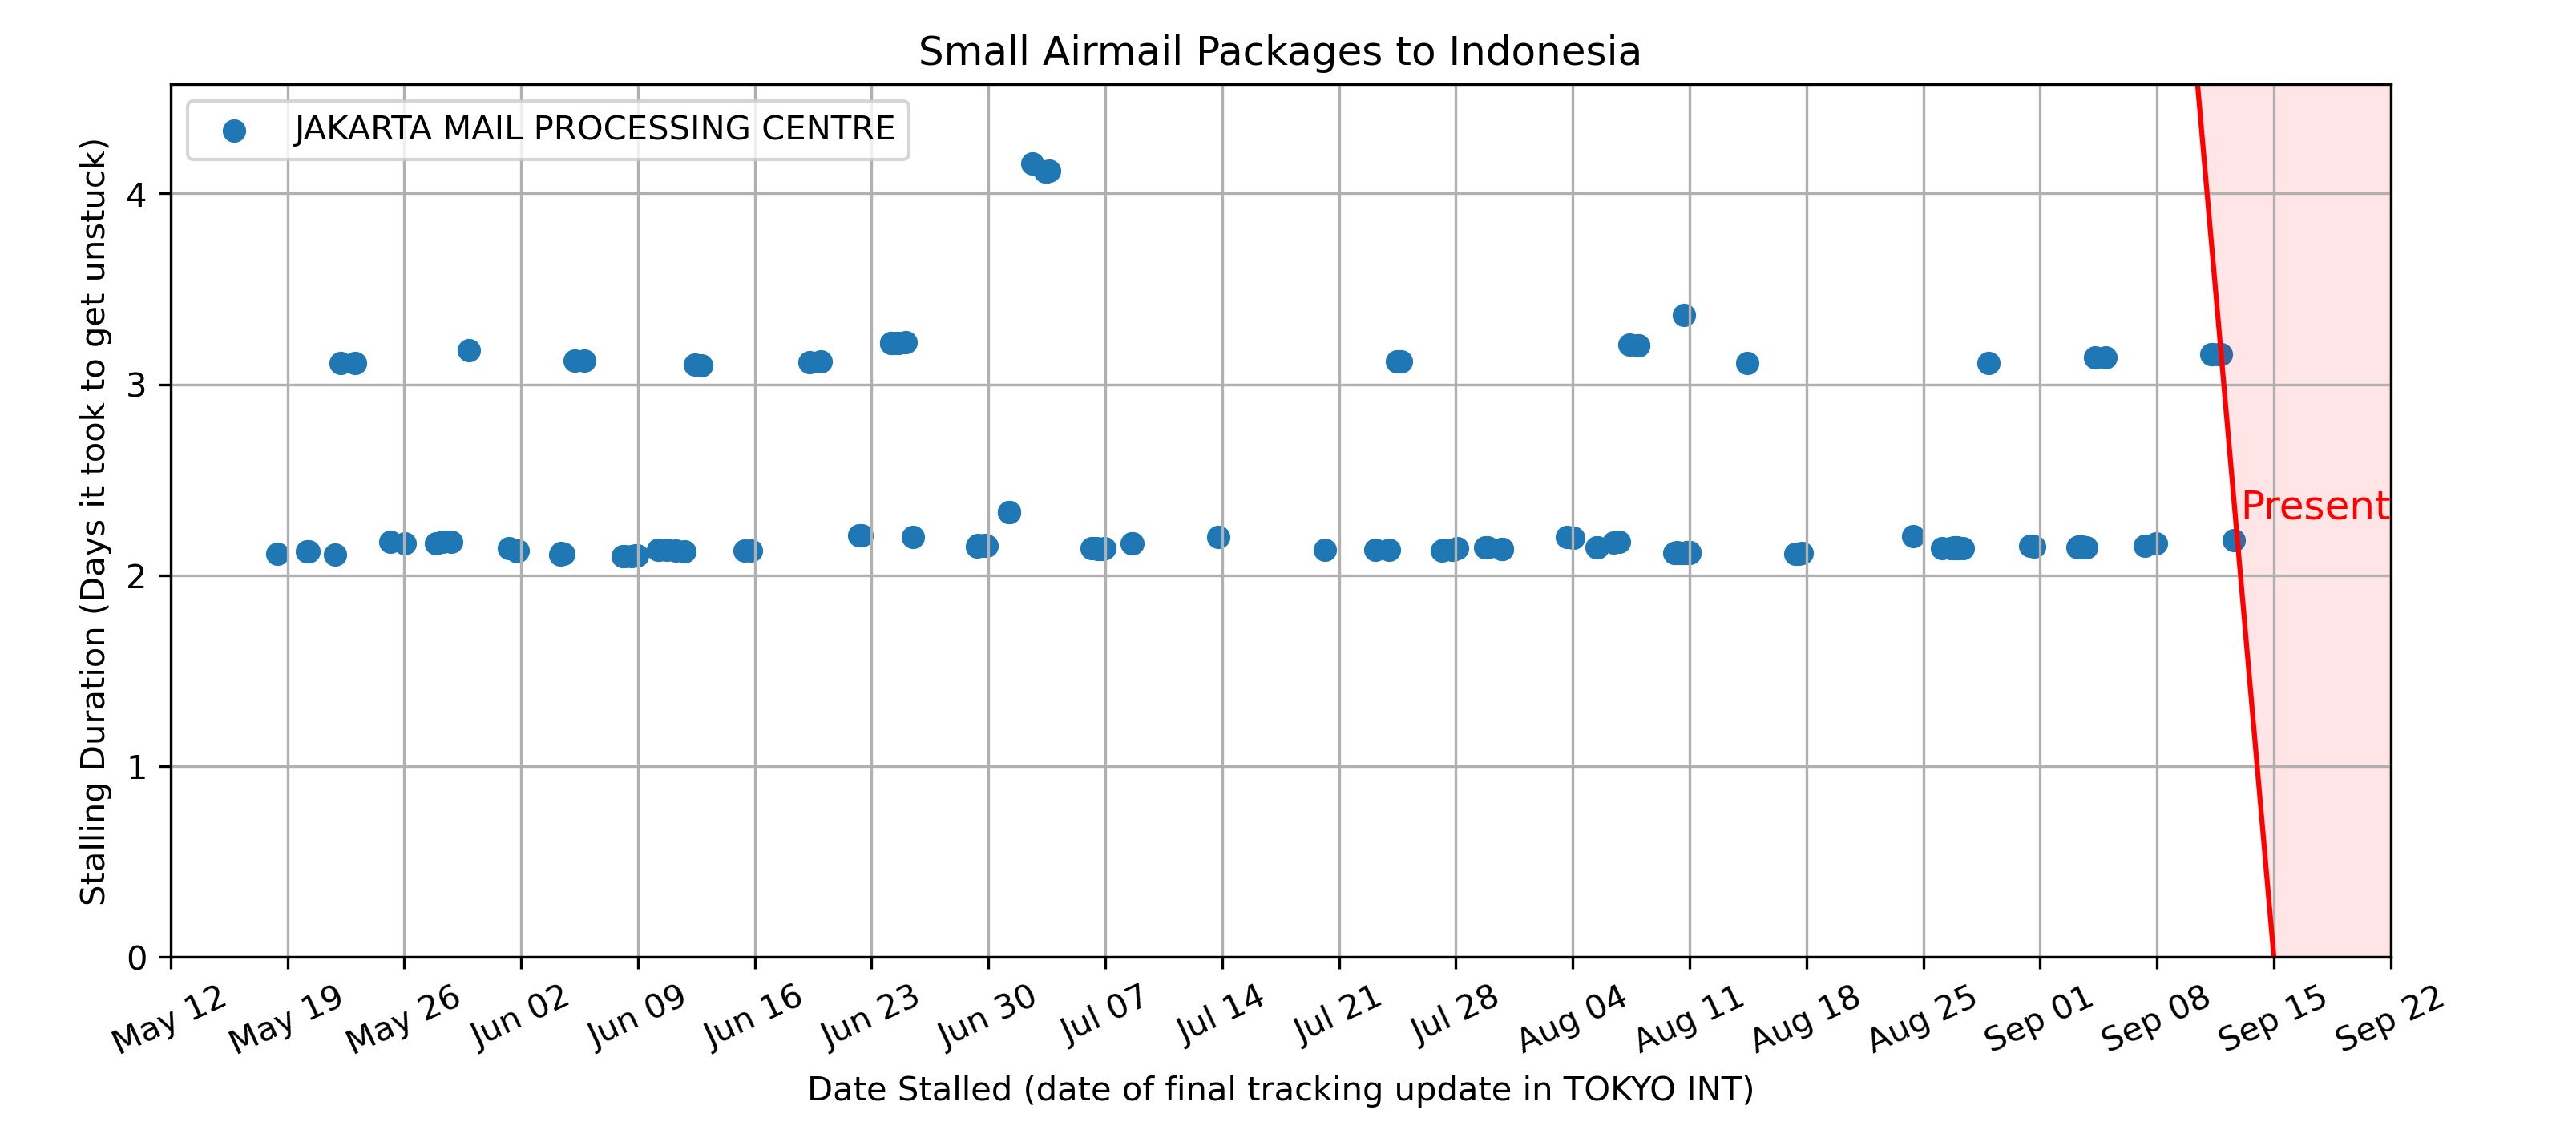 Small Airmail Packages to Indonesia
JAKARTA MAIL PROCESSING CENTRE
Stalling Duration (Days it took to get unstuck)
4
3
2
1
0
Present
May 12
May 19
May 26
Jun 02
Jun 09
Jun 16
Jun 23
Jun 30
Jul 07
Jul 14
Jul 21
Jul 28
Aug 04
Aug 11
Aug 18
Aug 25
Sep 01
Sep 08
Sep 15
Sep 22
Date Stalled (date of final tracking update in TOKYO INT)